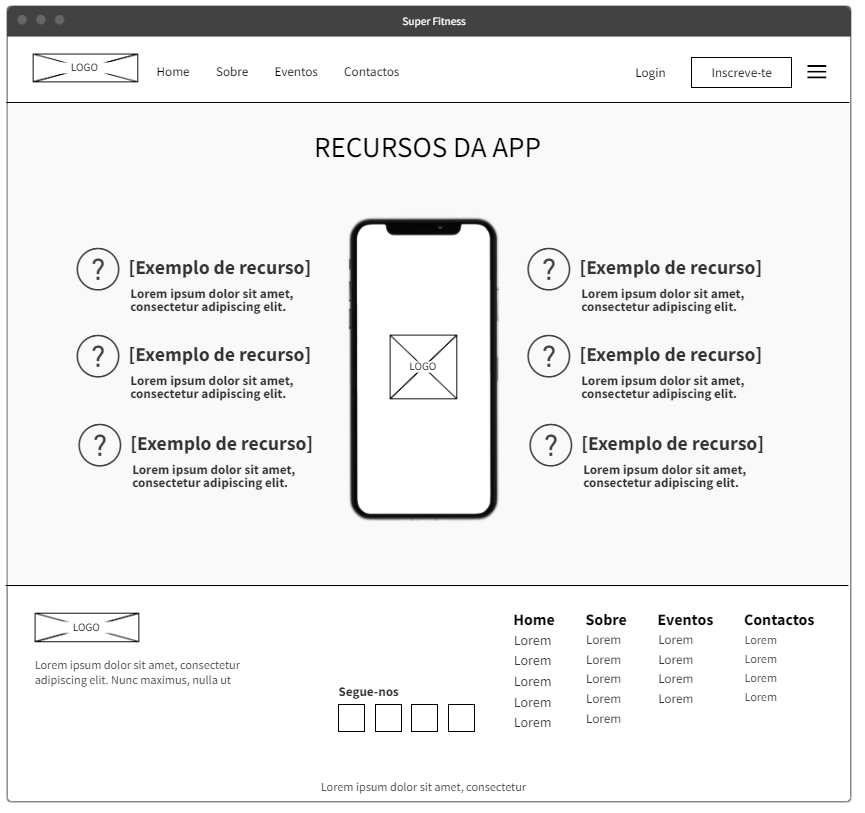 Super Fitness
LOGO
Home Sobre Eventos Contactos
Login Inscreve-te
RECURSOS DA APP
? [Exemplo de recurso]
Lorem ipsum dolor sit amet,
consectetur adipiscing elit.
? [Exemplo de recurso]
Lorem ipsum dolor sit amet,
consectetur adipiscing elit.
? [Exemplo de recurso]
Lorem ipsum dolor sit amet,
consectetur adipiscing elit.
LOGO
? [Exemplo de recurso]
Lorem ipsum dolor sit amet,
consectetur adipiscing elit.
? [Exemplo de recurso]
Lorem ipsum dolor sit amet,
consectetur adipiscing elit.
? [Exemplo de recurso]
Lorem ipsum dolor sit amet,
consectetur adipiscing elit.
LOGO
Lorem ipsum dolor sit amet, consectetur
adipiscing elit. Nunc maximus, nulla ut
Segue-nos
Home
Lorem
Lorem
Lorem
Lorem
Lorem
Sobre
Lorem
Lorem
Lorem
Lorem
Lorem
Eventos
Lorem
Lorem
Lorem
Lorem
Contactos
Lorem
Lorem
Lorem
Lorem
Lorem ipsum dolor sit amet, consectetur